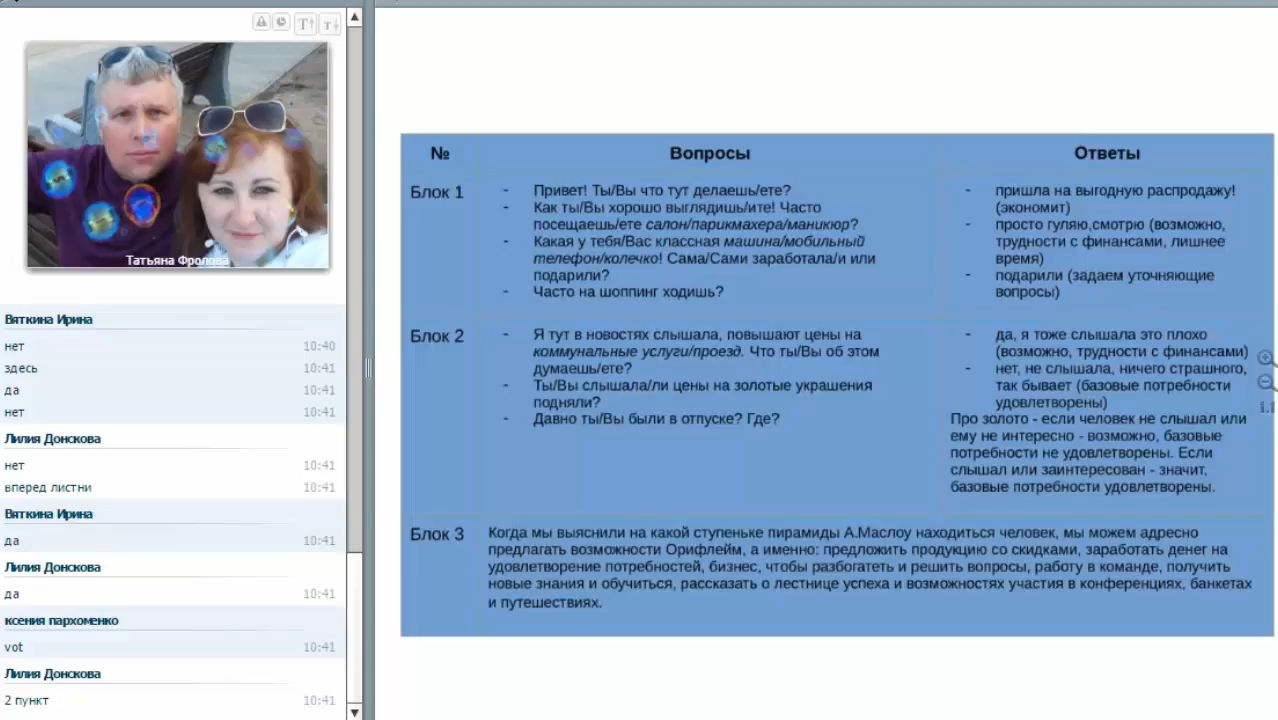 Татьяна Фролова
Вяткина Ирина
нет 10:40
здесь 10:41
да 10:41
нет 10:41
Лилия Донскова
нет 10:41
вперед листни 10:41
Вяткина Ирина
да 10:41
Лилия Донскова
да 10:41
ксения пархоменко
vot 10:41
Лилия Донскова
2 пункт 10:41
№ Вопросы Ответы
Блок 1
- Привет! Ты/Вы что тут делаешь/ете?
- Как ты/Вы хорошо выглядишь/ите! Часто
посещаешь/ете салон/парикмахера/маникюр?
- Какая у тебя/Вас классная машина/мобильный
телефон/колечко! Сама/Сами заработала/и или
подарили?
- Часто на шоппинг ходишь?
- пришла на выгодную распродажу!
(экономит)
- просто гуляю,смотрю (возможно,
трудности с финансами, лишнее
время)
- подарили (задаем уточняющие
вопросы)
Блок 2
- Я тут в новостях слышала, повышают цены на
коммунальные услуги/проезд. Что ты/Вы об этом
думаешь/ете?
- Ты/Вы слышала/ли цены на золотые украшения
подняли?
- Давно ты/Вы были в отпуске? Где?
- да, я тоже слышала это плохо
(возможно, трудности с финансами)
- нет, не слышала, ничего страшного,
так бывает (базовые потребности
удовлетворены)
Про золото - если человек не слышал или
ему не интересно - возможно, базовые
потребности не удовлетворены. Если
слышал или заинтересован - значит,
базовые потребности удовлетворены.
Блок 3
Когда мы выяснили на какой ступеньке пирамиды А.Маслоу находиться человек, мы можем адресно
предлагать возможности Орифлейм, а именно: предложить продукцию со скидками, заработать денег на
удовлетворение потребностей, бизнес, чтобы разбогатеть и решить вопросы, работу в команде, получить
новые знания и обучиться, рассказать о лестнице успеха и возможностях участия в конференциях, банкетах
и путешествиях.